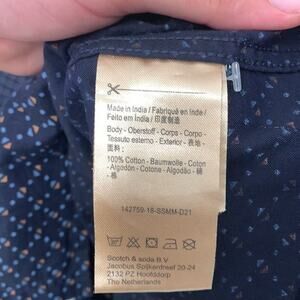 Made in India / Fabriqué en Inde /
Feito em Índia / 印度制造
Body - Oberstoff - Corps - Corpo -
Tessuto esterno - Exterior - 表地 -
面料 :
100% Cotton - Baumwolle - Coton
- Algodón - Cotone - Algodão - 綿
- 棉
142759-18-SSMM-D21
Scotch & soda B.V
Jacobus Spijkerdreef 20-24
2132 PZ Hoofddorp
The Netherlands